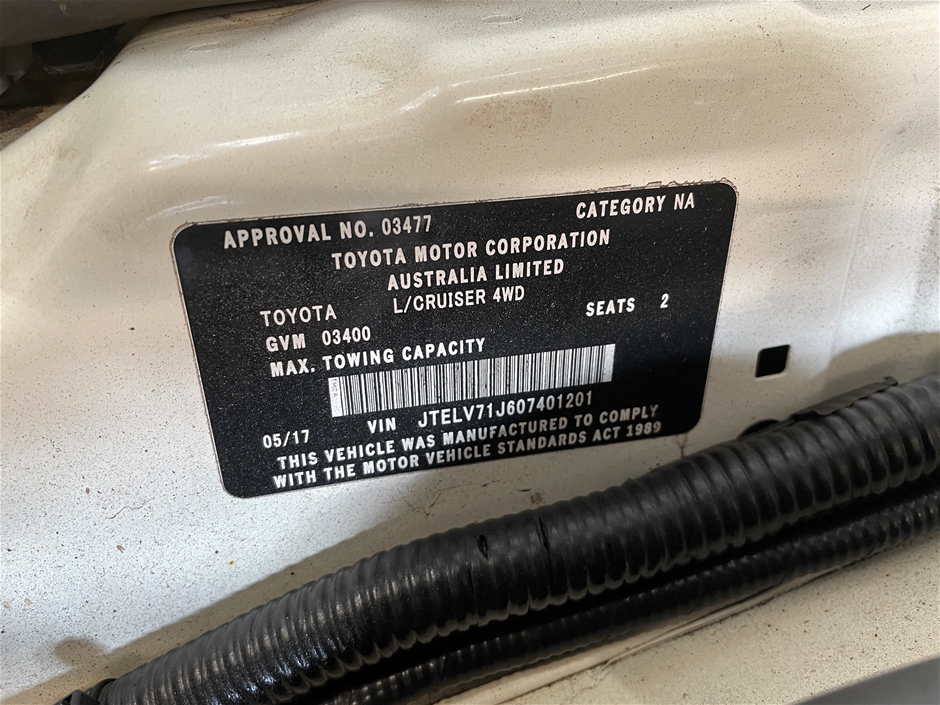 APPROVAL NO. 03477 CATEGORY NA
TOYOTA MOTOR CORPORATION
AUSTRALIA LIMITED
TOYOTA L/CRUISER 4WD
GVM 03400 SEATS 2
MAX. TOWING CAPACITY
05/17 VIN JTELV71J607401201
THIS VEHICLE WAS MANUFACTURED TO COMPLY
WITH THE MOTOR VEHICLE STANDARDS ACT 1989